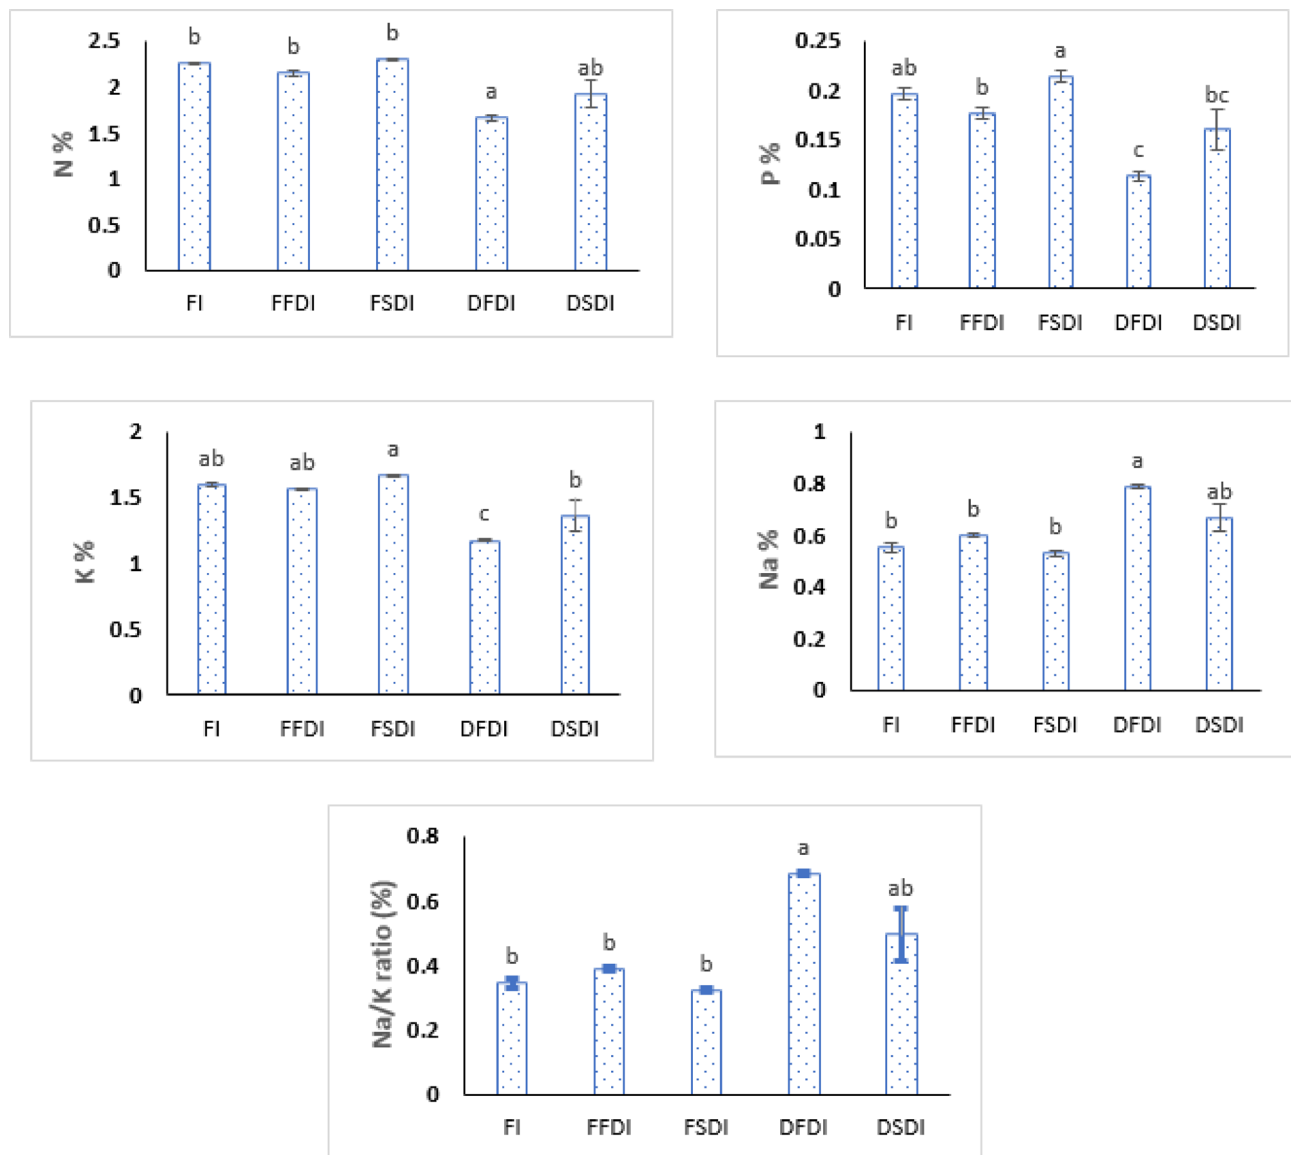 N %
2.5
2
1.5
1
0.5
0
b
b
b
a
ab
FI FFDI FSDI DFDI DSDI
P %
0.25
0.2
0.15
0.1
0.05
0
ab
b
a
c
bc
FI FFDI FSDI DFDI DSDI
K %
2
1.5
1
0.5
0
ab
ab
a
c
b
FI FFDI FSDI DFDI DSDI
Na %
1
0.8
0.6
0.4
0.2
0
b
b
b
a
ab
FI FFDI FSDI DFDI DSDI
Na/K ratio (%)
0.8
0.6
0.4
0.2
0
b
b
b
a
ab
FI FFDI FSDI DFDI DSDI